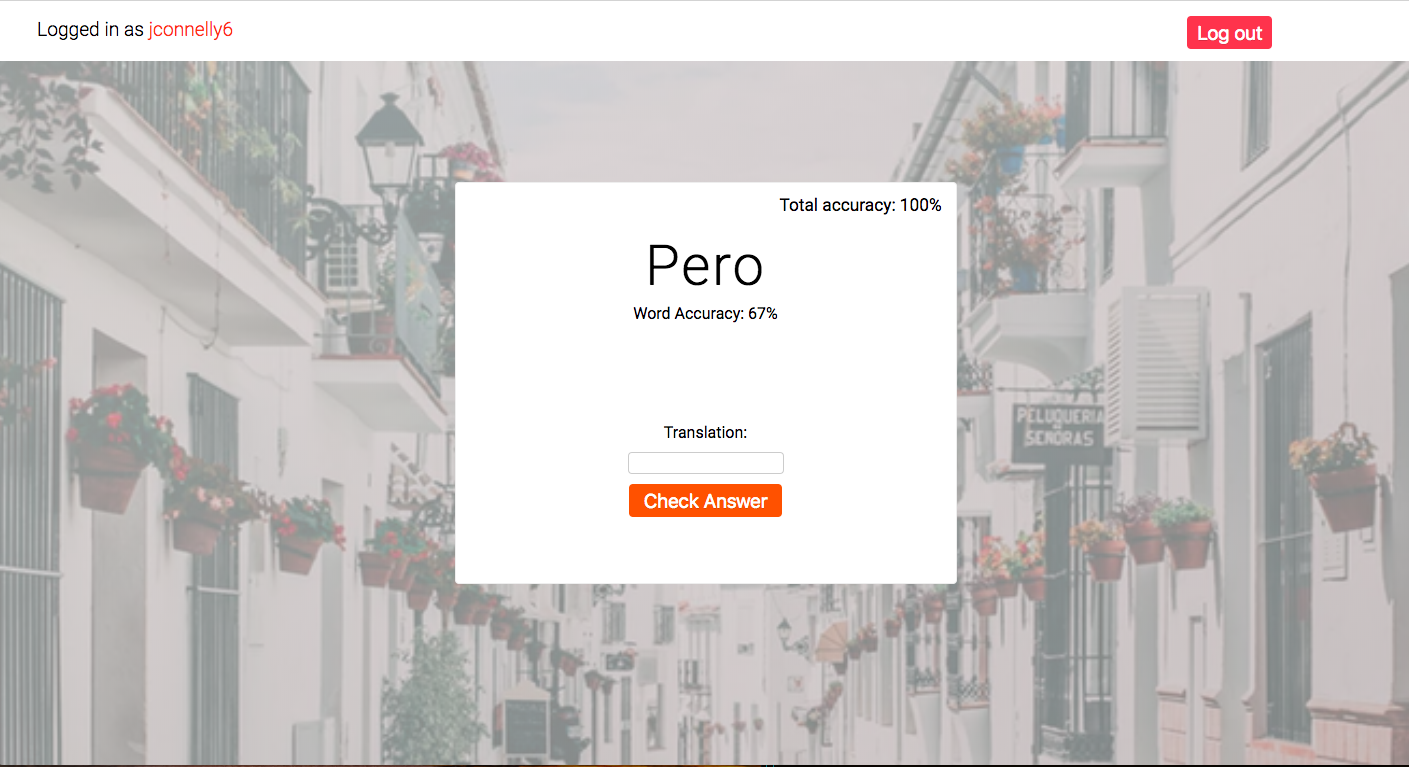 Logged in as jconnelly6
Log out
Total accuracy: 100%
Pero
Word Accuracy: 67%
Translation:
Check Answer
PELUQUERIA
SEÑORAS